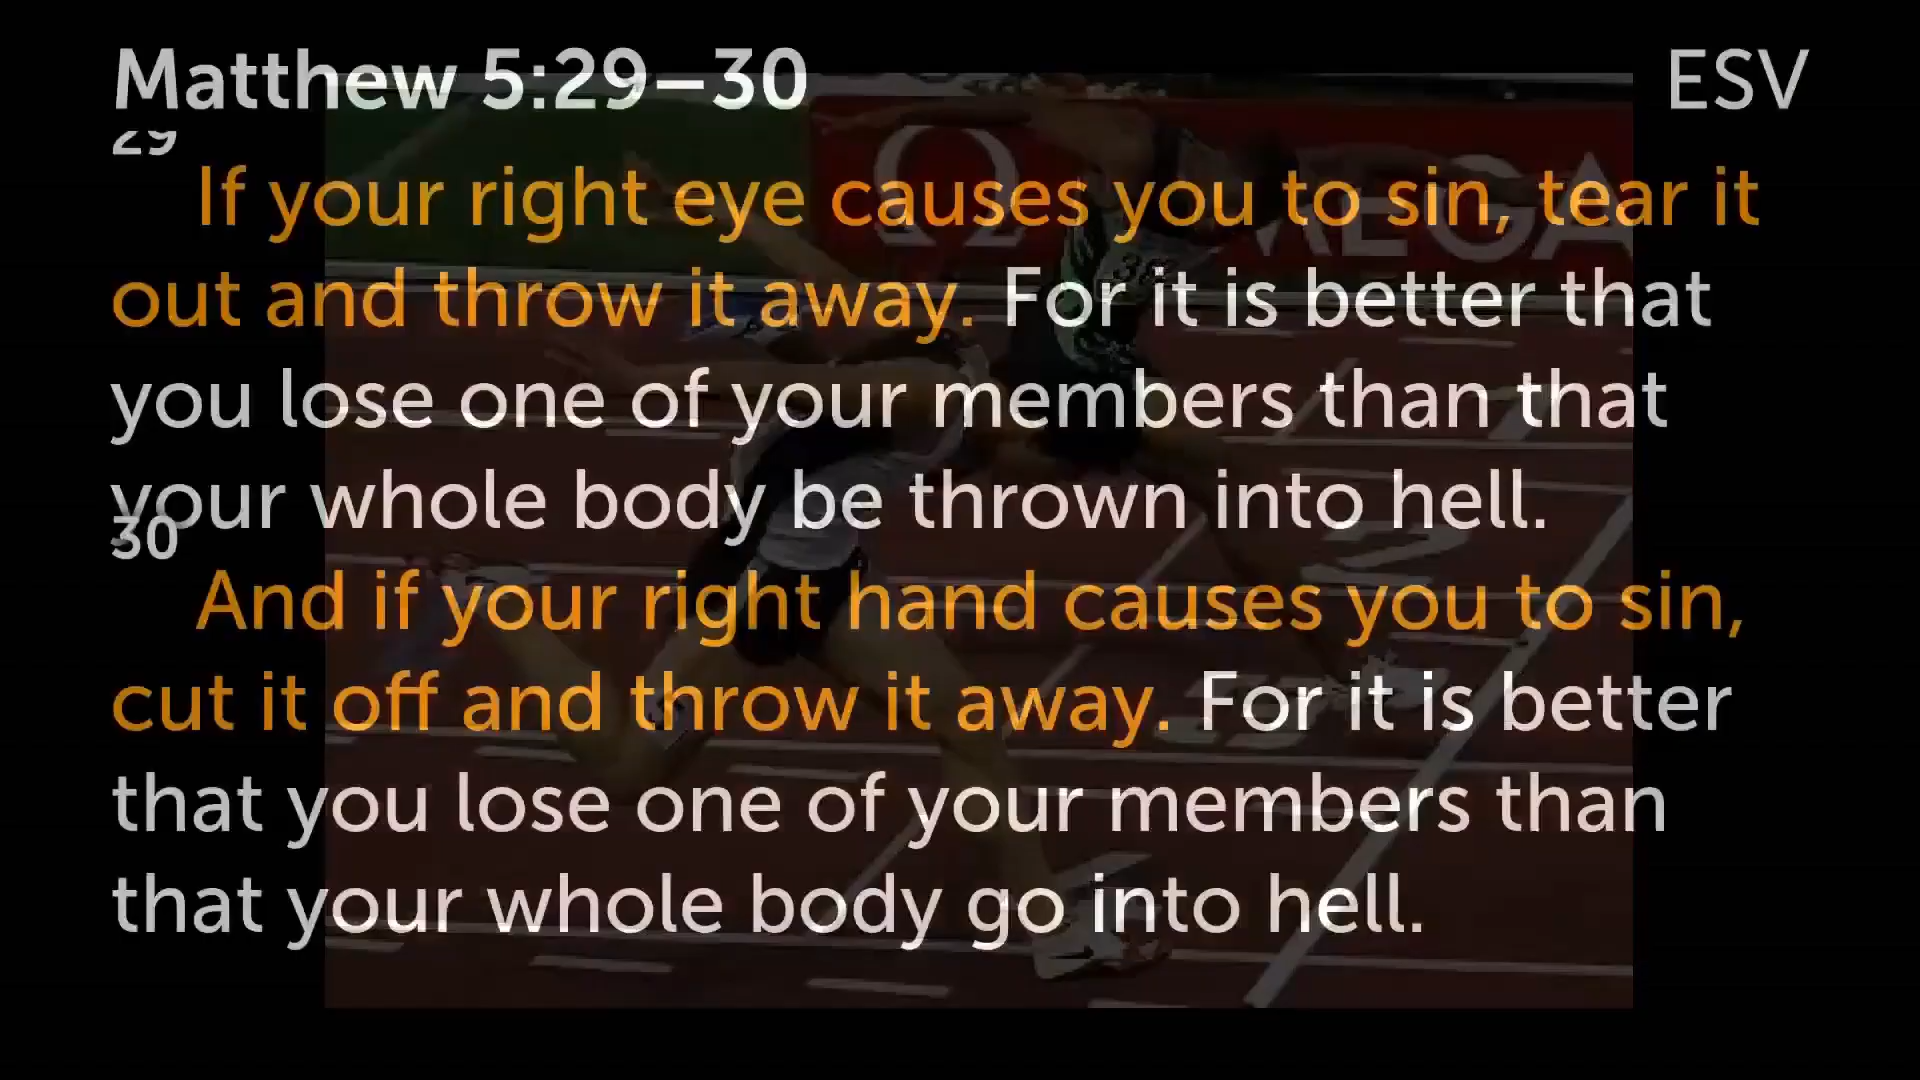 Matthew 5:29–30 ESV
29
If your right eye causes you to sin, tear it
out and throw it away. For it is better that
you lose one of your members than that
your whole body be thrown into hell.
30
And if your right hand causes you to sin,
cut it off and throw it away. For it is better
that you lose one of your members than
that your whole body go into hell.
Ω OMEGA
2